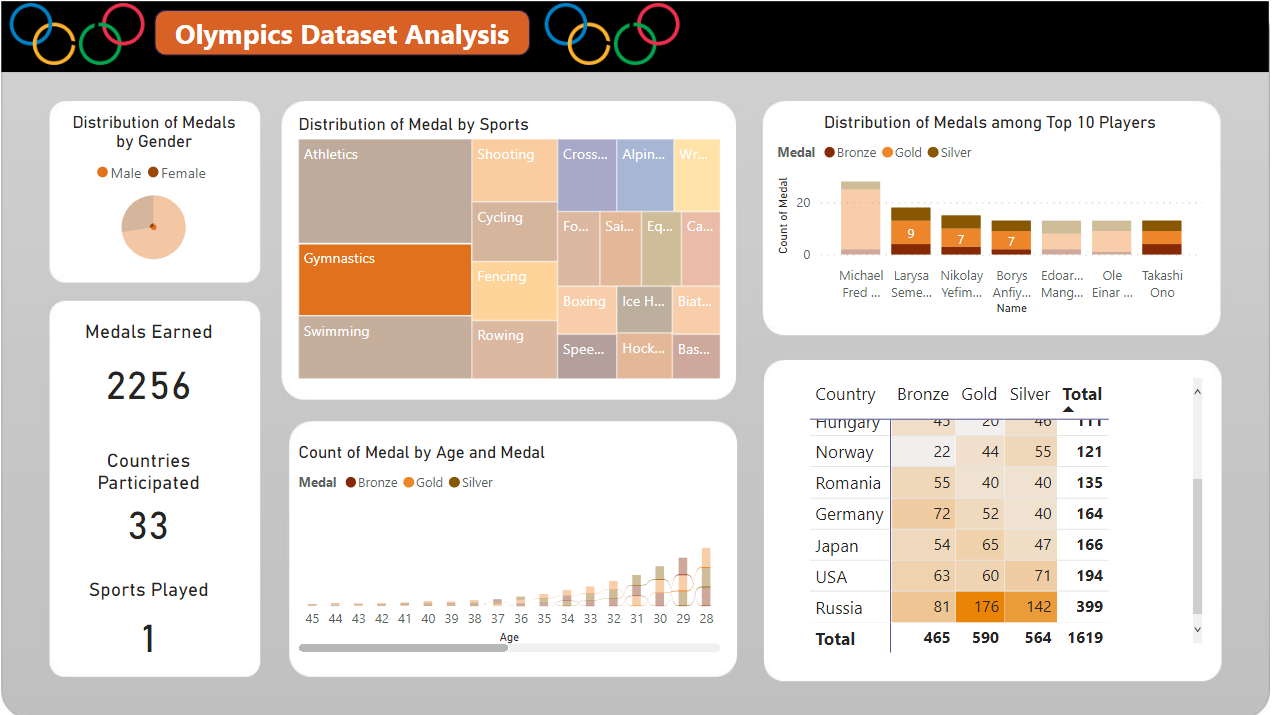 Olympics Dataset Analysis
Distribution of Medals
by Gender
Male Female
Medals Earned
2256
Countries
Participated
33
Sports Played
1
Distribution of Medal by Sports
Athletics
Gymnastics
Swimming
Shooting
Cycling
Fencing
Rowing
Cross... Alpin... Wr...
Fo... Sai... Eq... Ca...
Boxing Ice H... Biat...
Spee... Hock... Bas...
Count of Medal by Age and Medal
Medal Bronze Gold Silver
45 44 43 42 41 40 39 38 37 36 35 34 33 32 31 30 29 28
Age
Distribution of Medals among Top 10 Players
Medal Bronze Gold Silver
Count of Medal
20
0
9 7 7
Michael Larysa Nikolay Borys Edoar... Ole Takashi
Fred ... Seme... Yefim... Anfiy... Mang... Einar ... Ono
Name
Country Bronze Gold Silver Total
Hungary 45 20 46 111
Norway 22 44 55 121
Romania 55 40 40 135
Germany 72 52 40 164
Japan 54 65 47 166
USA 63 60 71 194
Russia 81 176 142 399
Total 465 590 564 1619